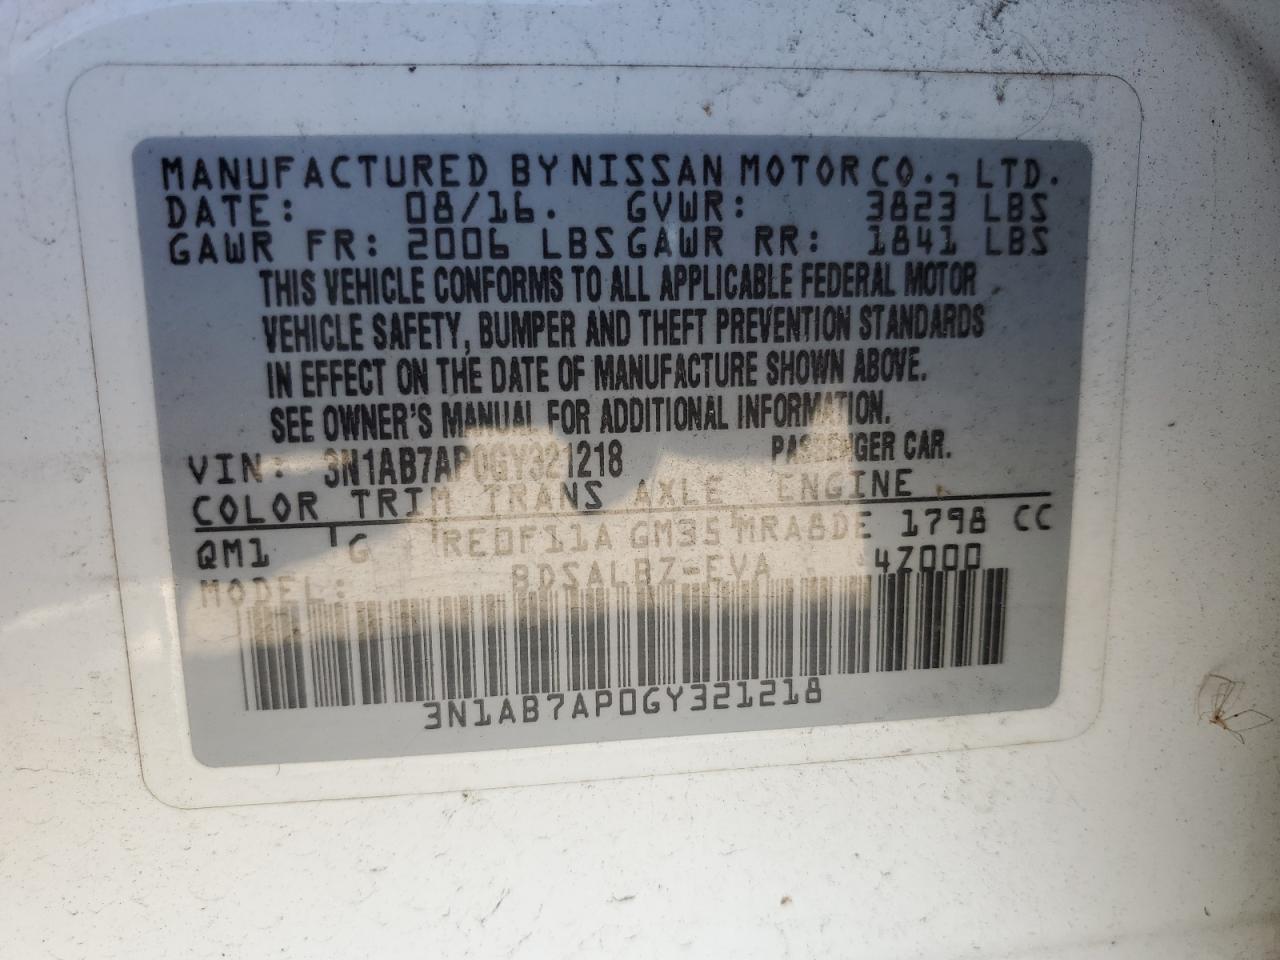 MANUFACTURED BY NISSAN MOTOR CO., LTD.
DATE: 08/16. GVWR: 3823 LBS
GAWR FR: 2006 LBS GAWR RR: 1841 LBS
THIS VEHICLE CONFORMS TO ALL APPLICABLE FEDERAL MOTOR
VEHICLE SAFETY, BUMPER AND THEFT PREVENTION STANDARDS
IN EFFECT ON THE DATE OF MANUFACTURE SHOWN ABOVE.
SEE OWNER'S MANUAL FOR ADDITIONAL INFORMATION.
VIN: 3N1AB7AP0GY321218 PASSENGER CAR.
COLOR TRIM TRANS AXLE ENGINE
QM1 G RE0F11A GM35 MRA8DE 1798 CC
MODEL: BDSALBZ-EVA 4Z000
3N1AB7AP0GY321218